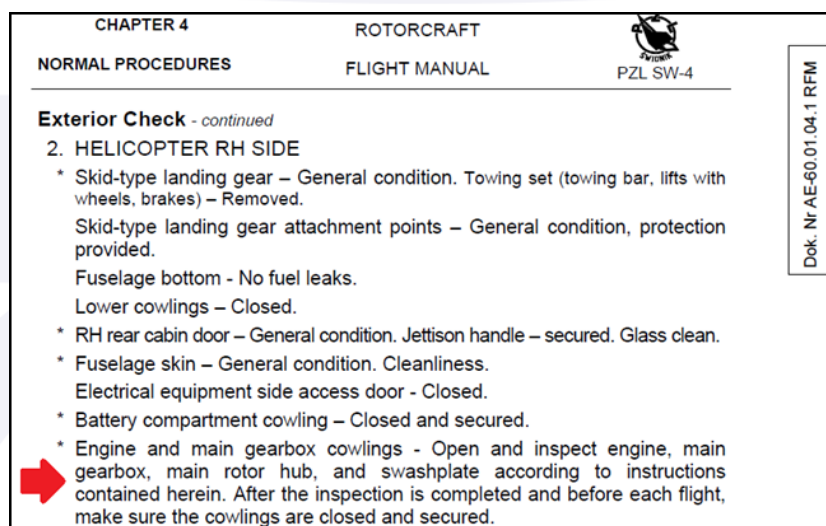 CHAPTER 4
ROTORCRAFT
ŚWIDNIK
NORMAL PROCEDURES
FLIGHT MANUAL
PZL SW-4
Exterior Check - continued
2. HELICOPTER RH SIDE
* Skid-type landing gear – General condition. Towing set (towing bar, lifts with
wheels, brakes) – Removed.
Skid-type landing gear attachment points – General condition, protection
provided.
Fuselage bottom - No fuel leaks.
Lower cowlings – Closed.
* RH rear cabin door – General condition. Jettison handle – secured. Glass clean.
* Fuselage skin – General condition. Cleanliness.
Electrical equipment side access door - Closed.
* Battery compartment cowling – Closed and secured.
* Engine and main gearbox cowlings - Open and inspect engine, main
gearbox, main rotor hub, and swashplate according to instructions
contained herein. After the inspection is completed and before each flight,
make sure the cowlings are closed and secured.
Dok. Nr AE-60.01.04.1 RFM